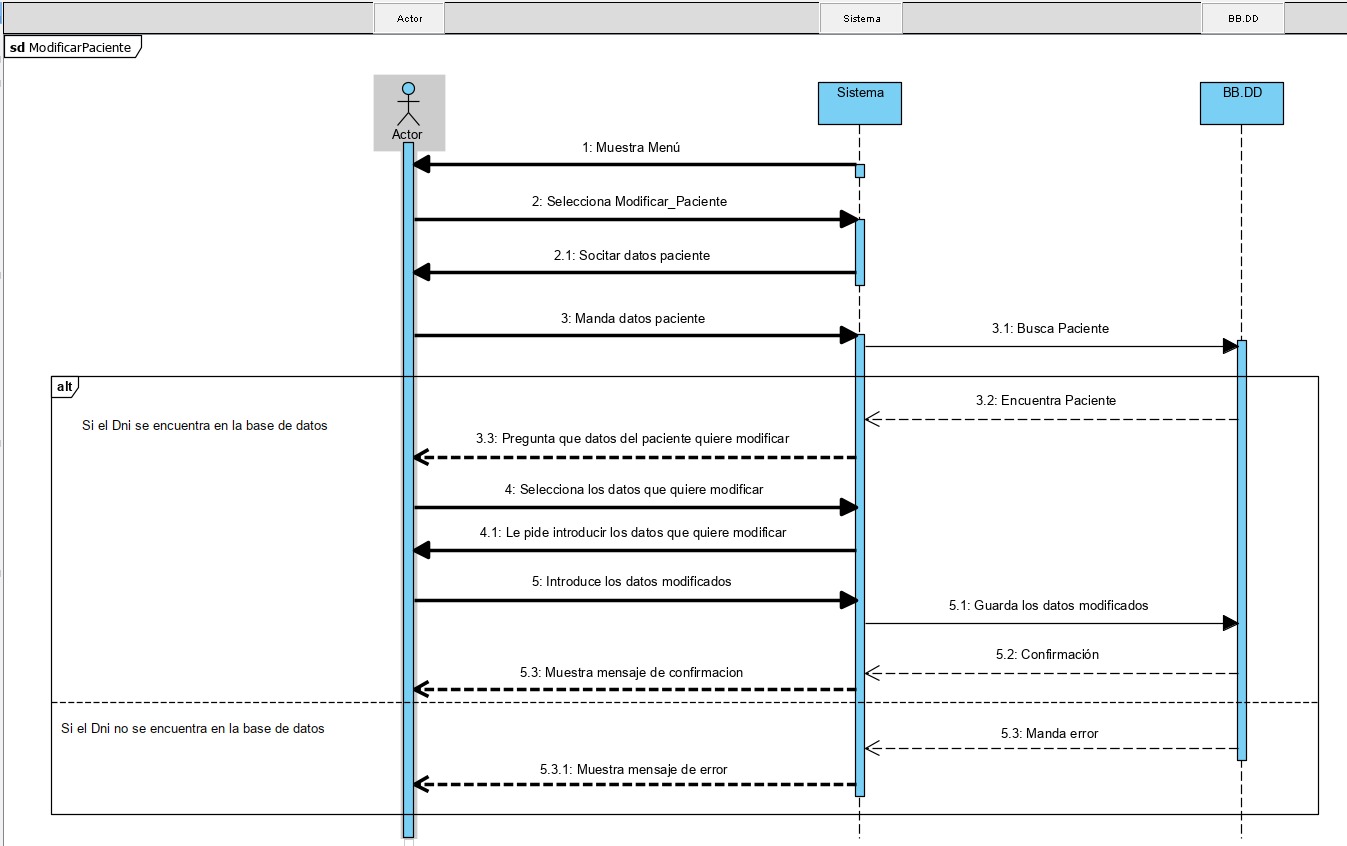 Actor
Sistema
BB.DD
sd ModificarPaciente
Actor
Sistema
BB.DD
1: Muestra Menú
2: Selecciona Modificar_Paciente
2.1: Socitar datos paciente
3: Manda datos paciente
3.1: Busca Paciente
alt
3.2: Encuentra Paciente
Si el Dni se encuentra en la base de datos
3.3: Pregunta que datos del paciente quiere modificar
4: Selecciona los datos que quiere modificar
4.1: Le pide introducir los datos que quiere modificar
5: Introduce los datos modificados
5.1: Guarda los datos modificados
5.2: Confirmación
5.3: Muestra mensaje de confirmacion
Si el Dni no se encuentra en la base de datos
5.3: Manda error
5.3.1: Muestra mensaje de error